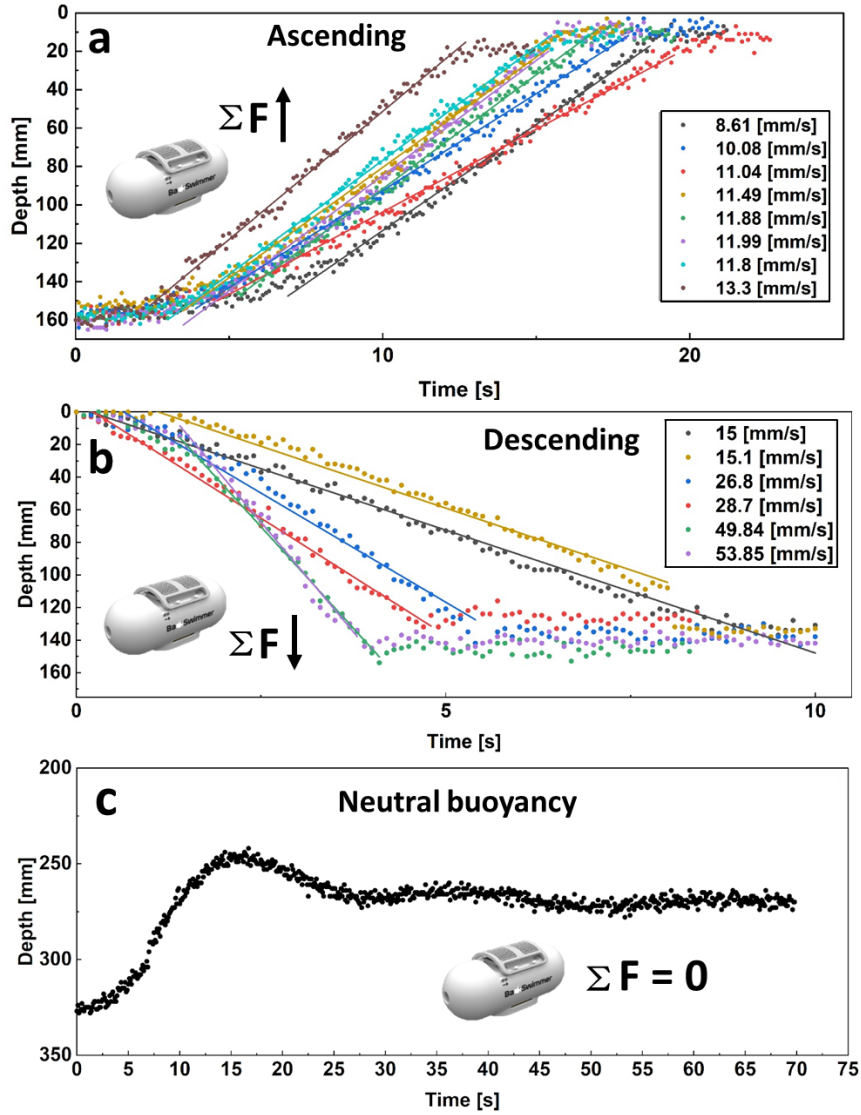 a
Ascending
Σ F
BaroSwimmer
0
20
40
60
80
100
120
140
160
Depth [mm]
8.61 [mm/s]
10.08 [mm/s]
11.04 [mm/s]
11.49 [mm/s]
11.88 [mm/s]
11.99 [mm/s]
11.8 [mm/s]
13.3 [mm/s]
0
10
20
Time [s]
b
Descending
15 [mm/s]
15.1 [mm/s]
26.8 [mm/s]
28.7 [mm/s]
49.84 [mm/s]
53.85 [mm/s]
0
20
40
60
80
100
120
140
160
Depth [mm]
Σ F
0
5
10
Time [s]
c
Neutral buoyancy
200
250
300
350
Depth [mm]
Σ F = 0
0 5 10 15 20 25 30 35 40 45 50 55 60 65 70 75
Time [s]